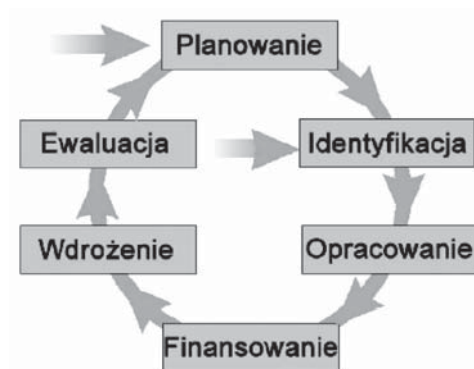 Planowanie
Identyfikacja
Opracowanie
Finansowanie
Wdrożenie
Ewaluacja